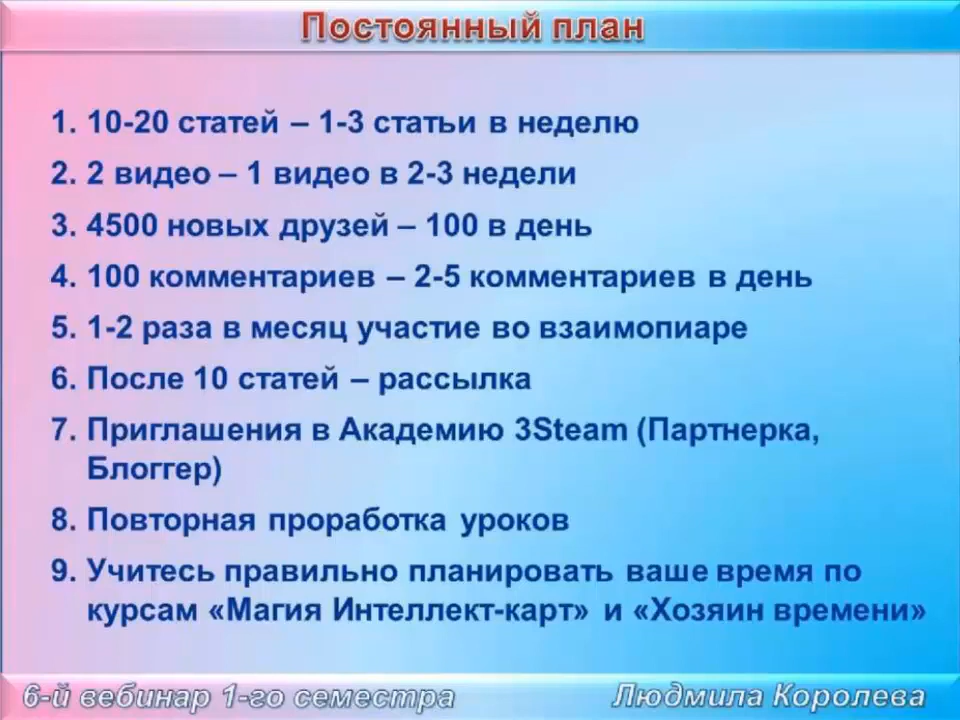 Постоянный план
1. 10-20 статей – 1-3 статьи в неделю
2. 2 видео – 1 видео в 2-3 недели
3. 4500 новых друзей – 100 в день
4. 100 комментариев – 2-5 комментариев в день
5. 1-2 раза в месяц участие во взаимопиаре
6. После 10 статей – рассылка
7. Приглашения в Академию 3Steam (Партнерка,
Блоггер)
8. Повторная проработка уроков
9. Учитесь правильно планировать ваше время по
курсам «Магия Интеллект-карт» и «Хозяин времени»
6-й вебинар 1-го семестра
Людмила Королева